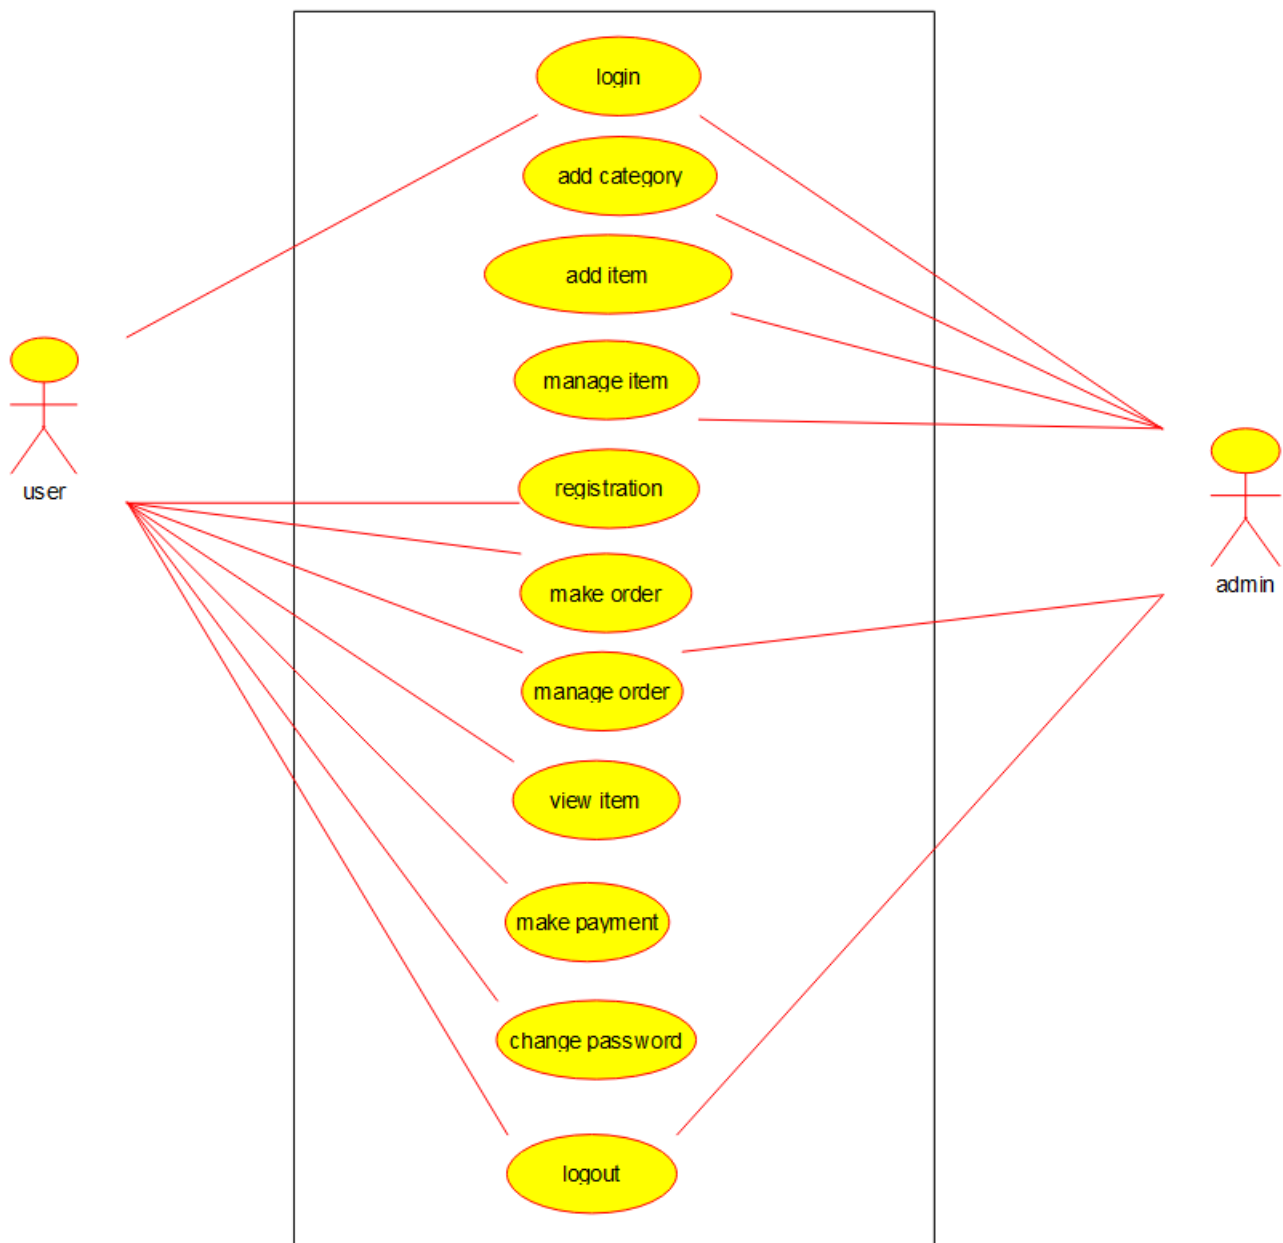 login
add category
add item
manage item
registration
make order
manage order
view item
make payment
change password
logout
user
admin